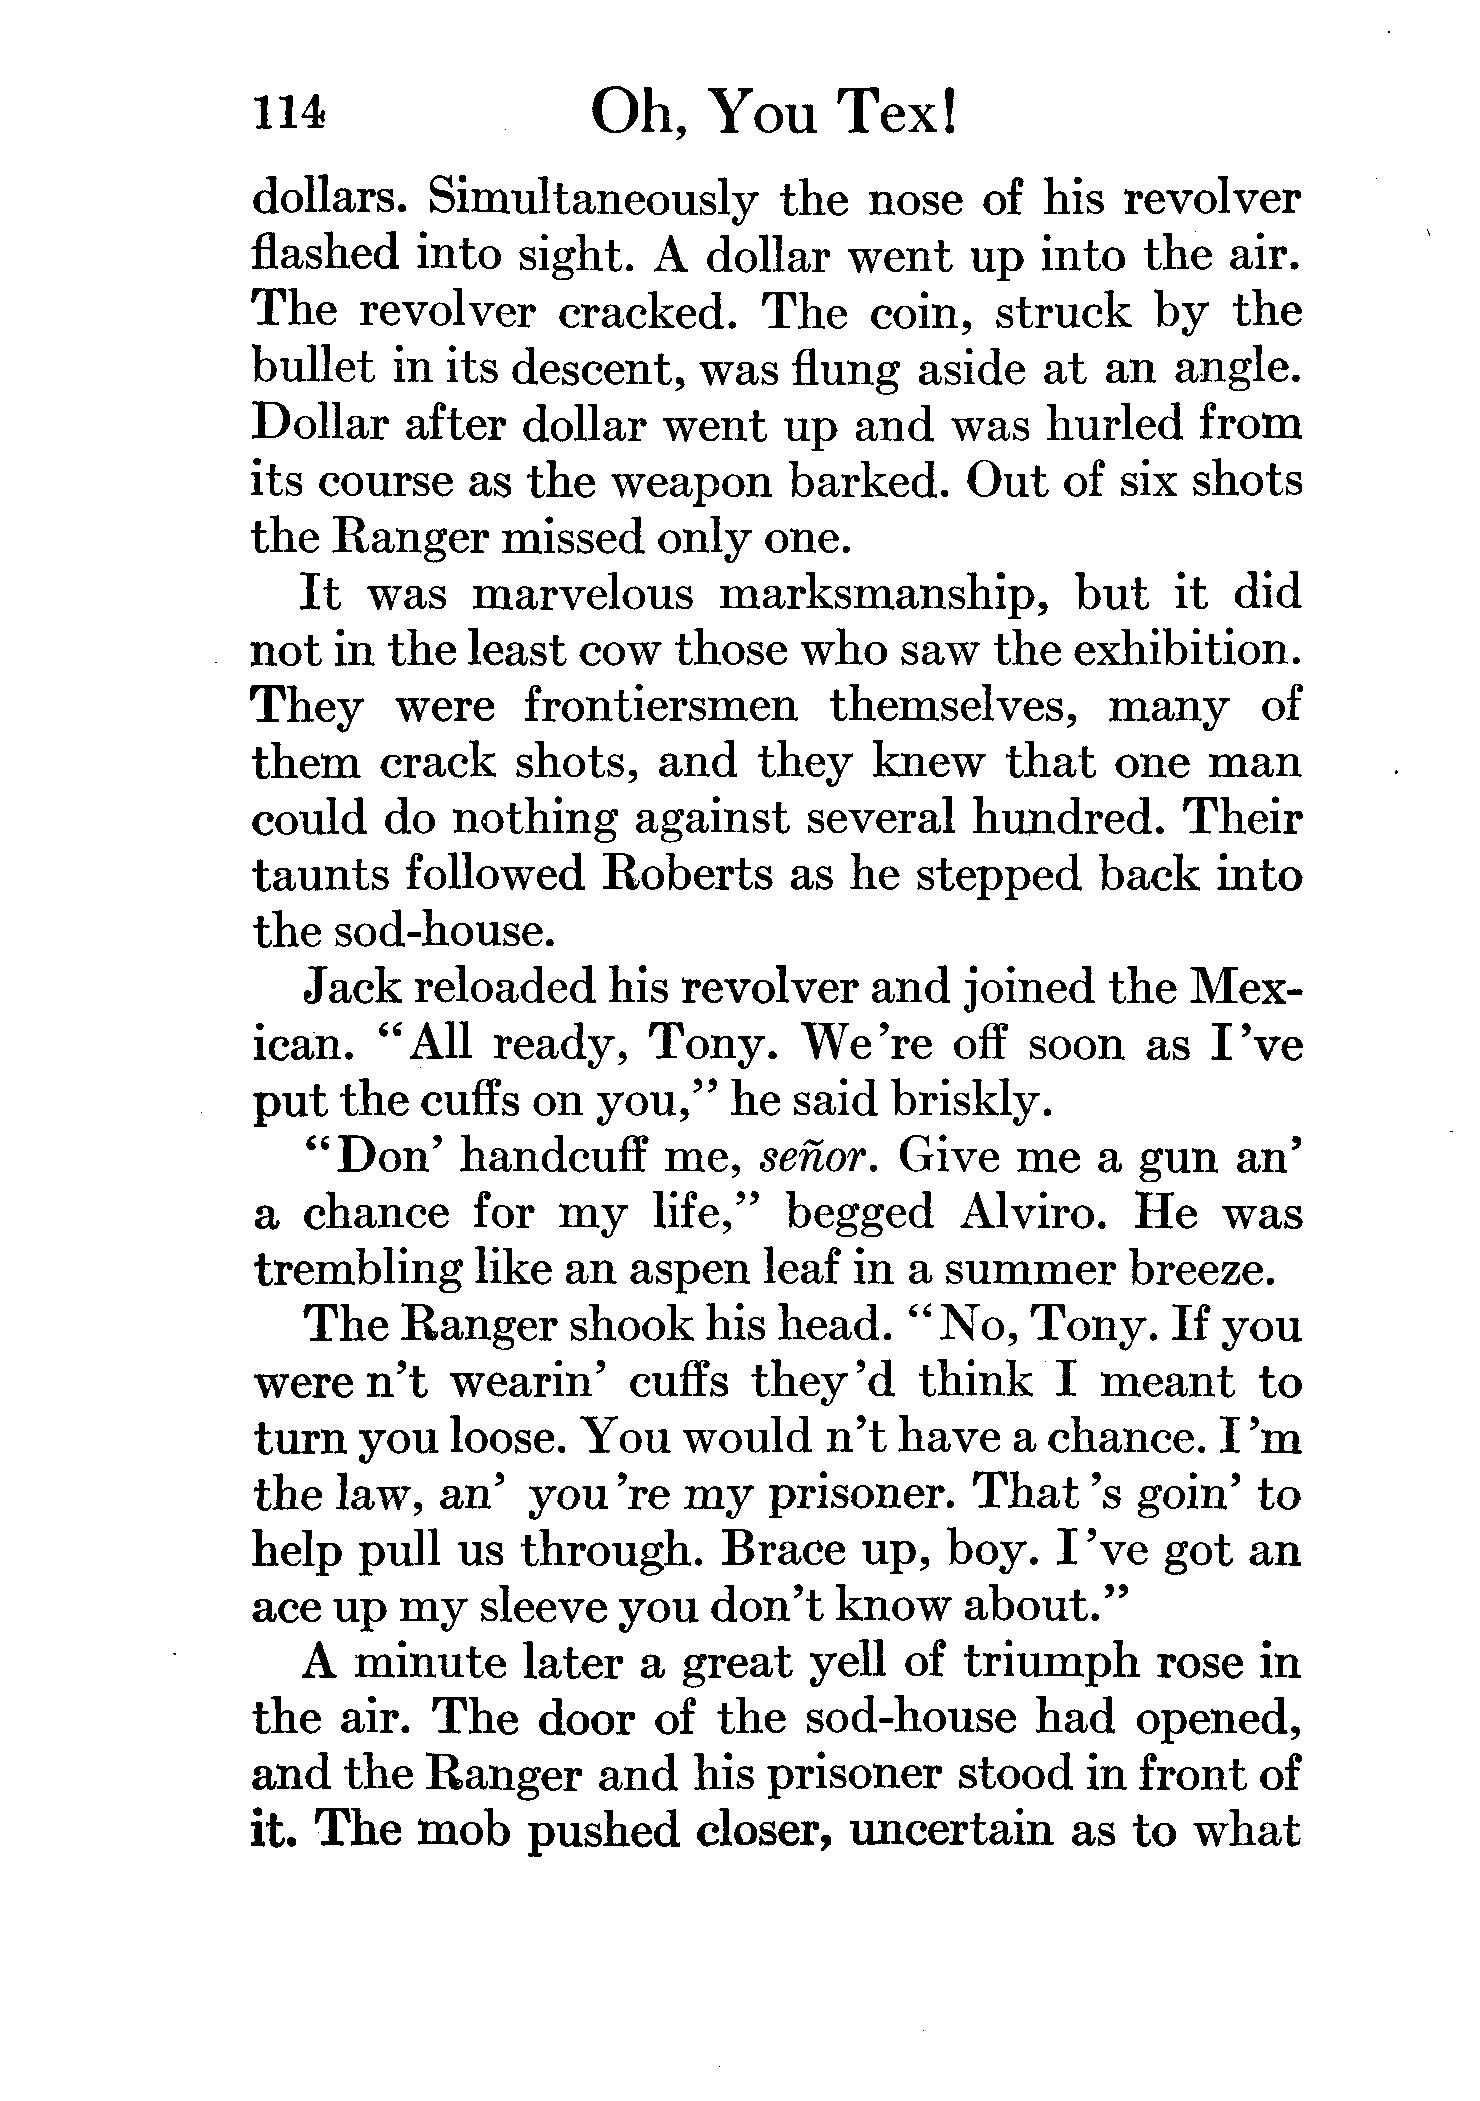 114 Oh, You Tex!
dollars. Simultaneously the nose of his revolver
flashed into sight. A dollar went up into the air.
The revolver cracked. The coin, struck by the
bullet in its descent, was flung aside at an angle.
Dollar after dollar went up and was hurled from
its course as the weapon barked. Out of six shots
the Ranger missed only one.
It was marvelous marksmanship, but it did
not in the least cow those who saw the exhibition.
They were frontiersmen themselves, many of
them crack shots, and they knew that one man
could do nothing against several hundred. Their
taunts followed Roberts as he stepped back into
the sod-house.
Jack reloaded his revolver and joined the Mex-
ican. “All ready, Tony. We’re off soon as I’ve
put the cuffs on you,” he said briskly.
“Don’ handcuff me, señor. Give me a gun an’
a chance for my life,” begged Alviro. He was
trembling like an aspen leaf in a summer breeze.
The Ranger shook his head. “No, Tony. If you
were n’t wearin’ cuffs they’d think I meant to
turn you loose. You would n’t have a chance. I’m
the law, an’ you’re my prisoner. That’s goin’ to
help pull us through. Brace up, boy. I’ve got an
ace up my sleeve you don’t know about.”
A minute later a great yell of triumph rose in
the air. The door of the sod-house had opened,
and the Ranger and his prisoner stood in front of
it. The mob pushed closer, uncertain as to what